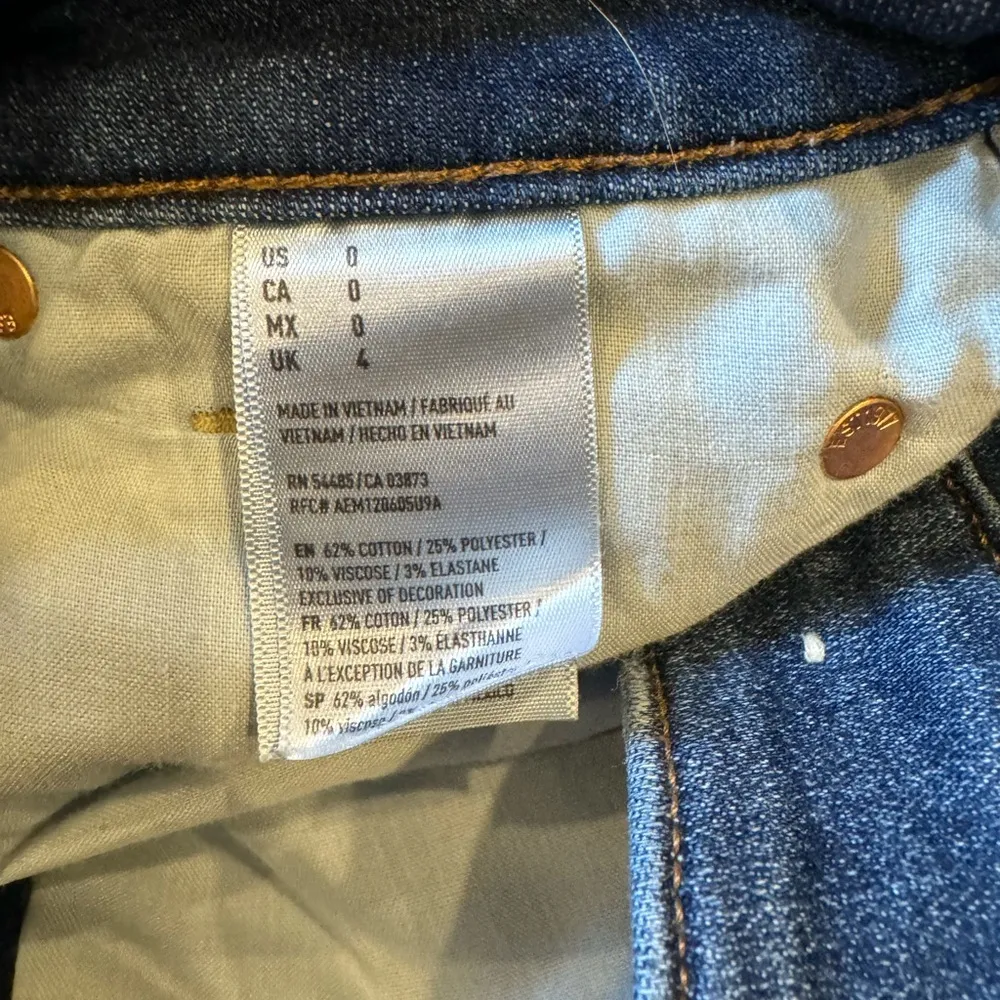 US 0
CA 0
MX 0
UK 4
MADE IN VIETNAM / FABRIQUÉ AU
VIETNAM / HECHO EN VIETNAM
RN 54485 / CA 03873
RFC# AEM120605U9A
EN 62% COTTON / 25% POLYESTER /
10% VISCOSE / 3% ELASTANE
EXCLUSIVE OF DECORATION
FR 62% COTON / 25% POLYESTER /
10% VISCOSE / 3% ÉLASTHANNE
À L'EXCEPTION DE LA GARNITURE
SP 62% algodón / 25% poliéster
10% viscose /